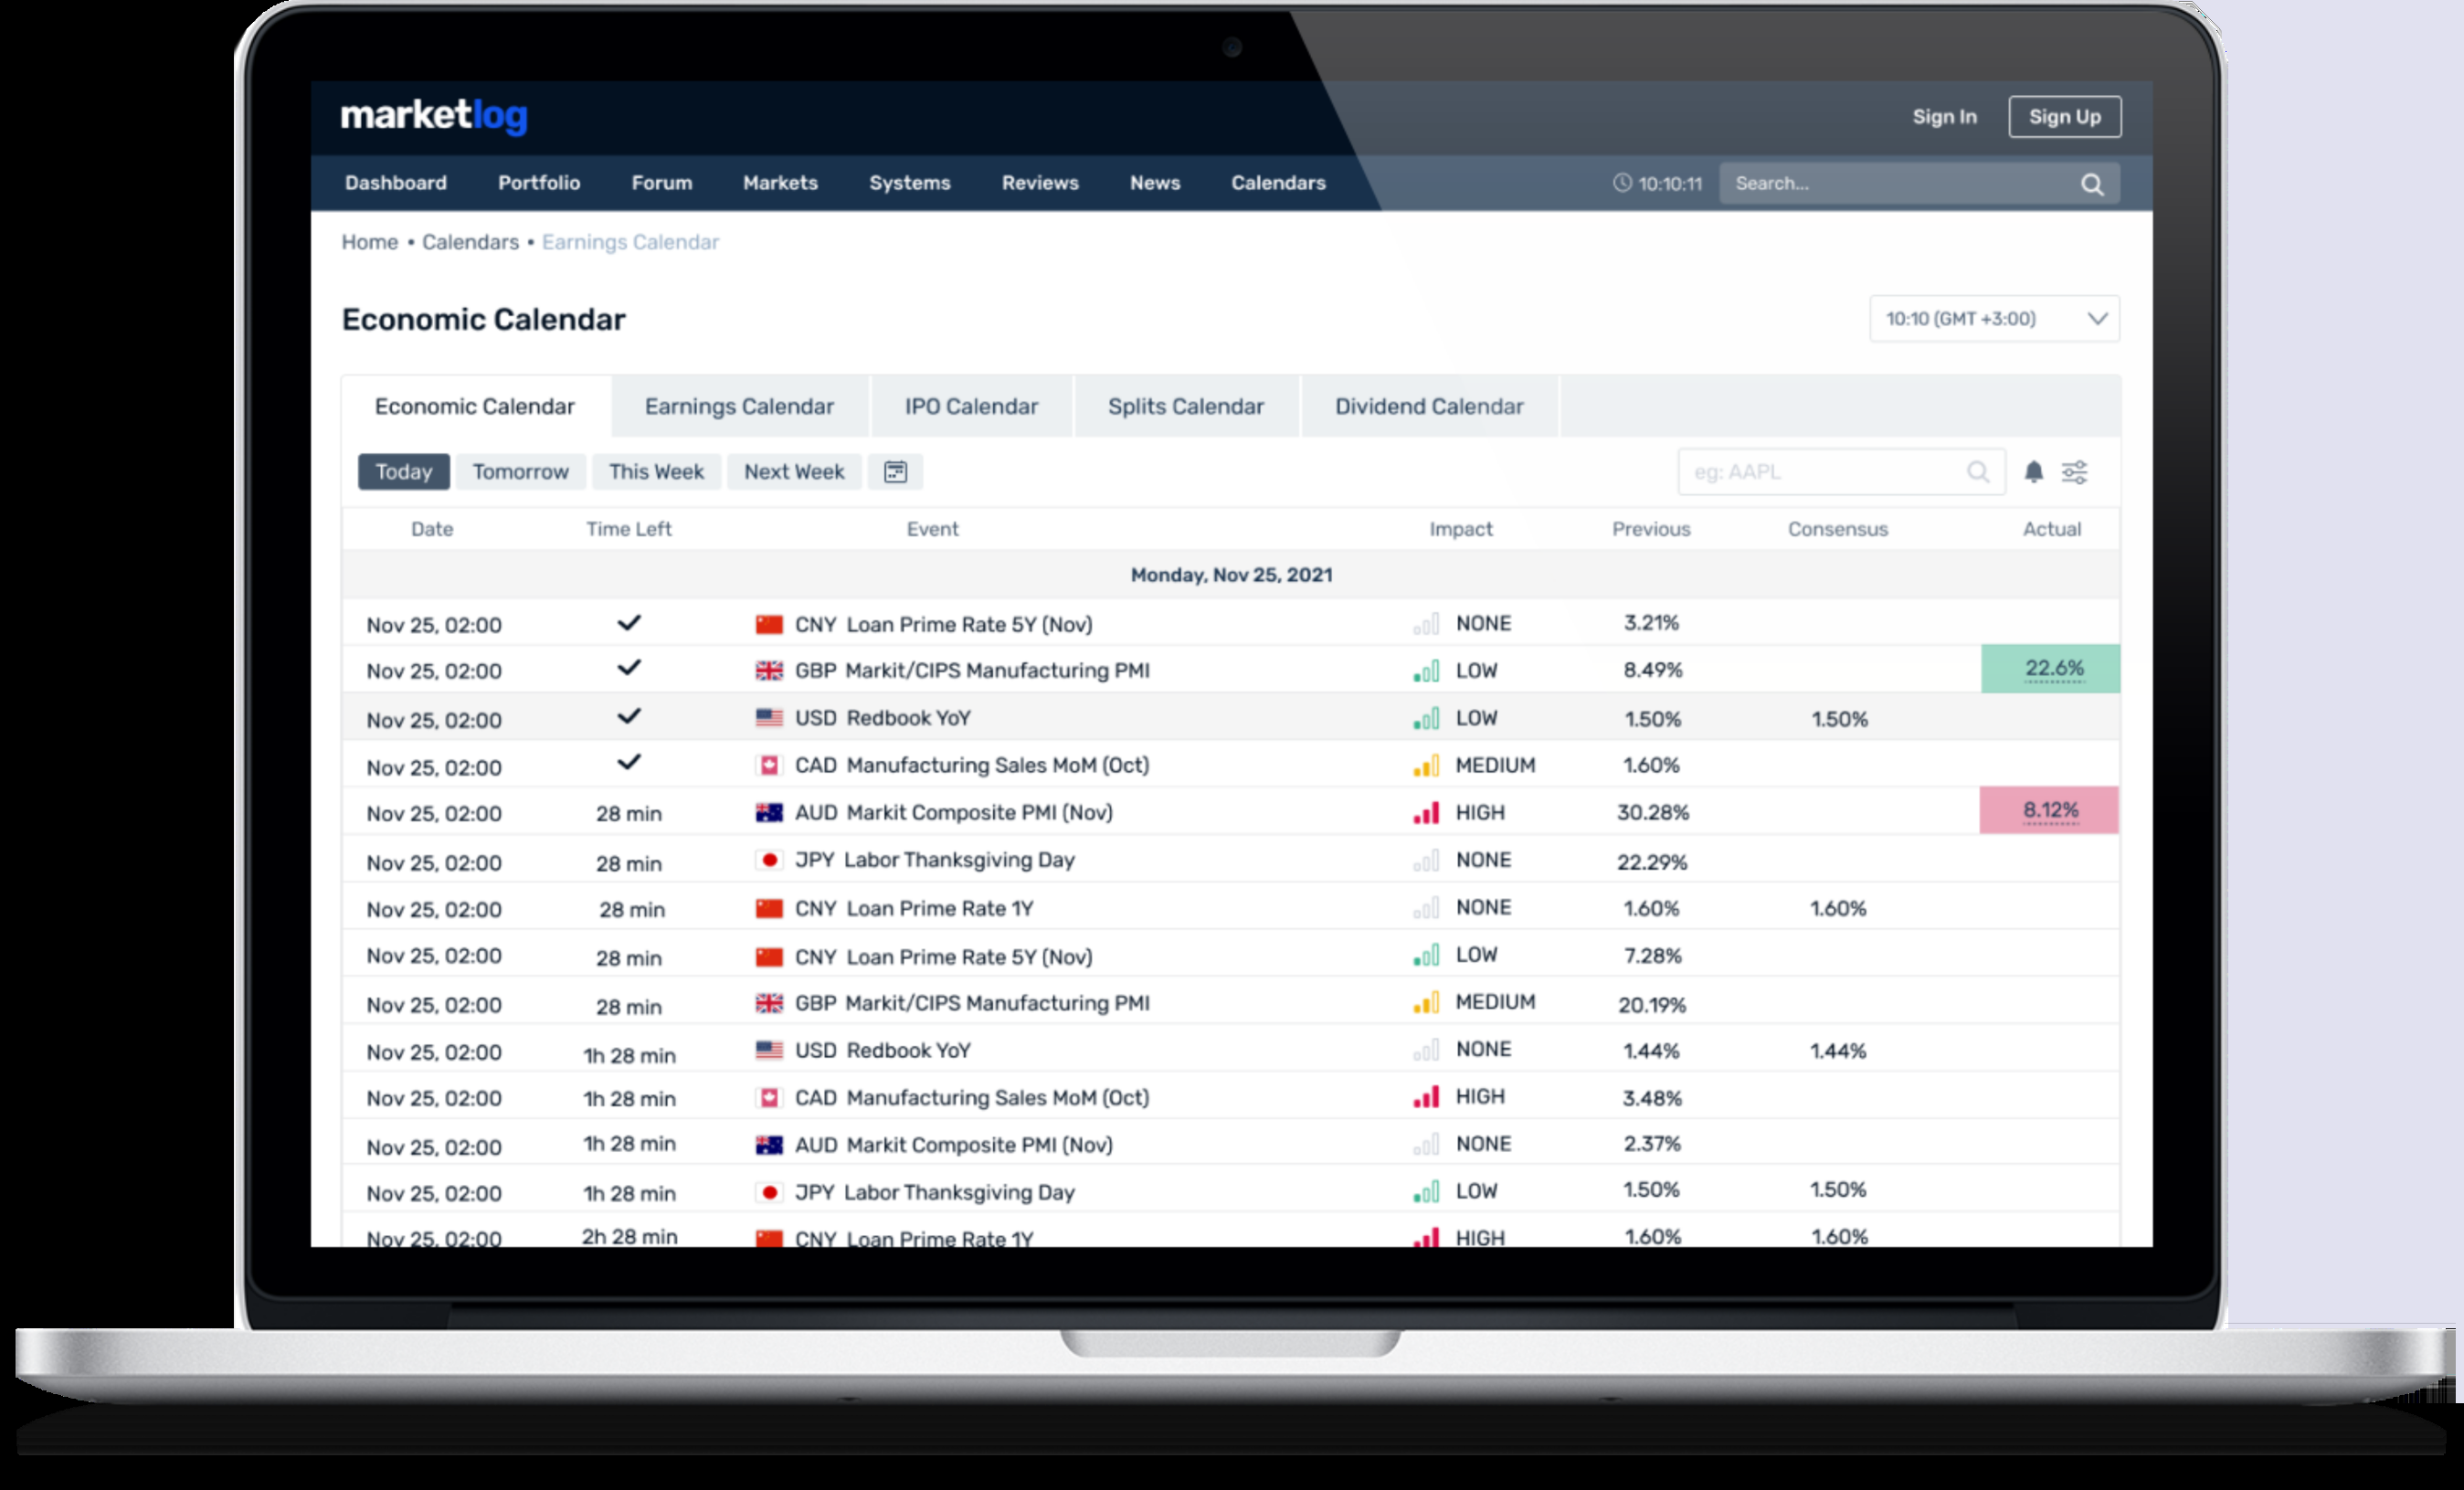 marketlog
Sign In Sign Up
Dashboard Portfolio Forum Markets Systems Reviews News Calendars 10:10:11 Search...
Home • Calendars • Earnings Calendar
Economic Calendar 10:10 (GMT +3:00)
Economic Calendar Earnings Calendar IPO Calendar Splits Calendar Dividend Calendar
Today Tomorrow This Week Next Week eg: AAPL
Date Time Left Event Impact Previous Consensus Actual
Monday, Nov 25, 2021
Nov 25, 02:00 CNY Loan Prime Rate 5Y (Nov) NONE 3.21%
Nov 25, 02:00 GBP Markit/CIPS Manufacturing PMI LOW 8.49% 22.6%
Nov 25, 02:00 USD Redbook YoY LOW 1.50% 1.50%
Nov 25, 02:00 CAD Manufacturing Sales MoM (Oct) MEDIUM 1.60%
Nov 25, 02:00 28 min AUD Markit Composite PMI (Nov) HIGH 30.28% 8.12%
Nov 25, 02:00 28 min JPY Labor Thanksgiving Day NONE 22.29%
Nov 25, 02:00 28 min CNY Loan Prime Rate 1Y NONE 1.60% 1.60%
Nov 25, 02:00 28 min CNY Loan Prime Rate 5Y (Nov) LOW 7.28%
Nov 25, 02:00 28 min GBP Markit/CIPS Manufacturing PMI MEDIUM 20.19%
Nov 25, 02:00 1h 28 min USD Redbook YoY NONE 1.44% 1.44%
Nov 25, 02:00 1h 28 min CAD Manufacturing Sales MoM (Oct) HIGH 3.48%
Nov 25, 02:00 1h 28 min AUD Markit Composite PMI (Nov) NONE 2.37%
Nov 25, 02:00 1h 28 min JPY Labor Thanksgiving Day LOW 1.50% 1.50%
Nov 25, 02:00 2h 28 min CNY Loan Prime Rate 1Y HIGH 1.60% 1.60%